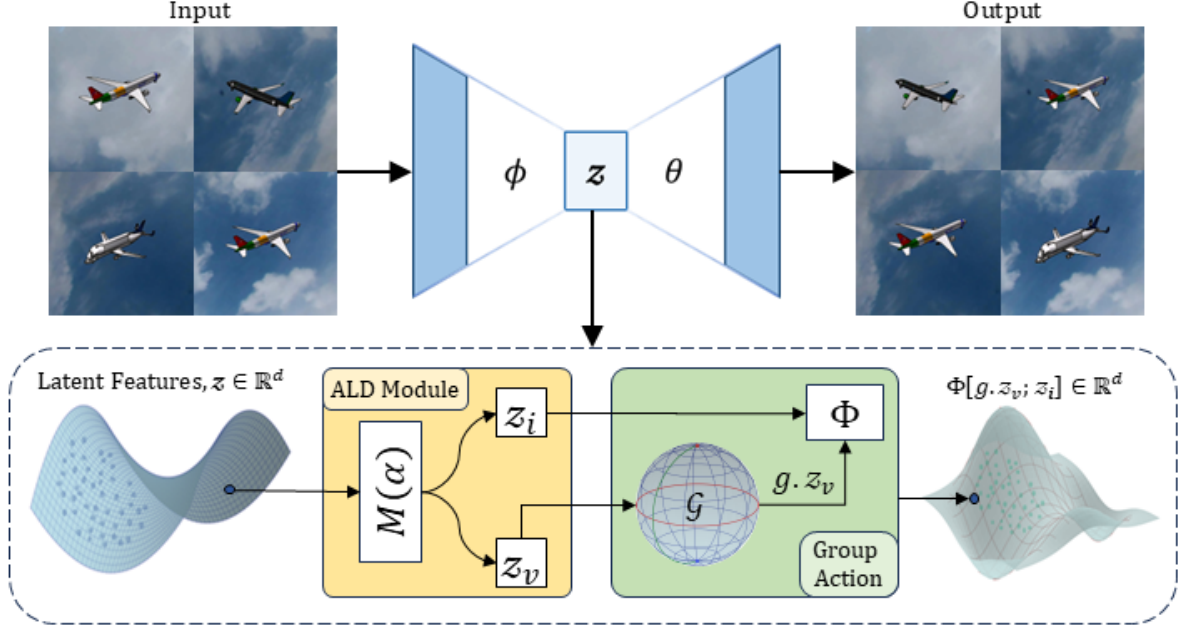 Input
Output
ϕ
z
θ
Latent Features, z ∈ ℝ^d
ALD Module
M(α)
z_i
z_v
𝒢
g. z_v
Φ
Group
Action
Φ[g. z_v; z_i] ∈ ℝ^d